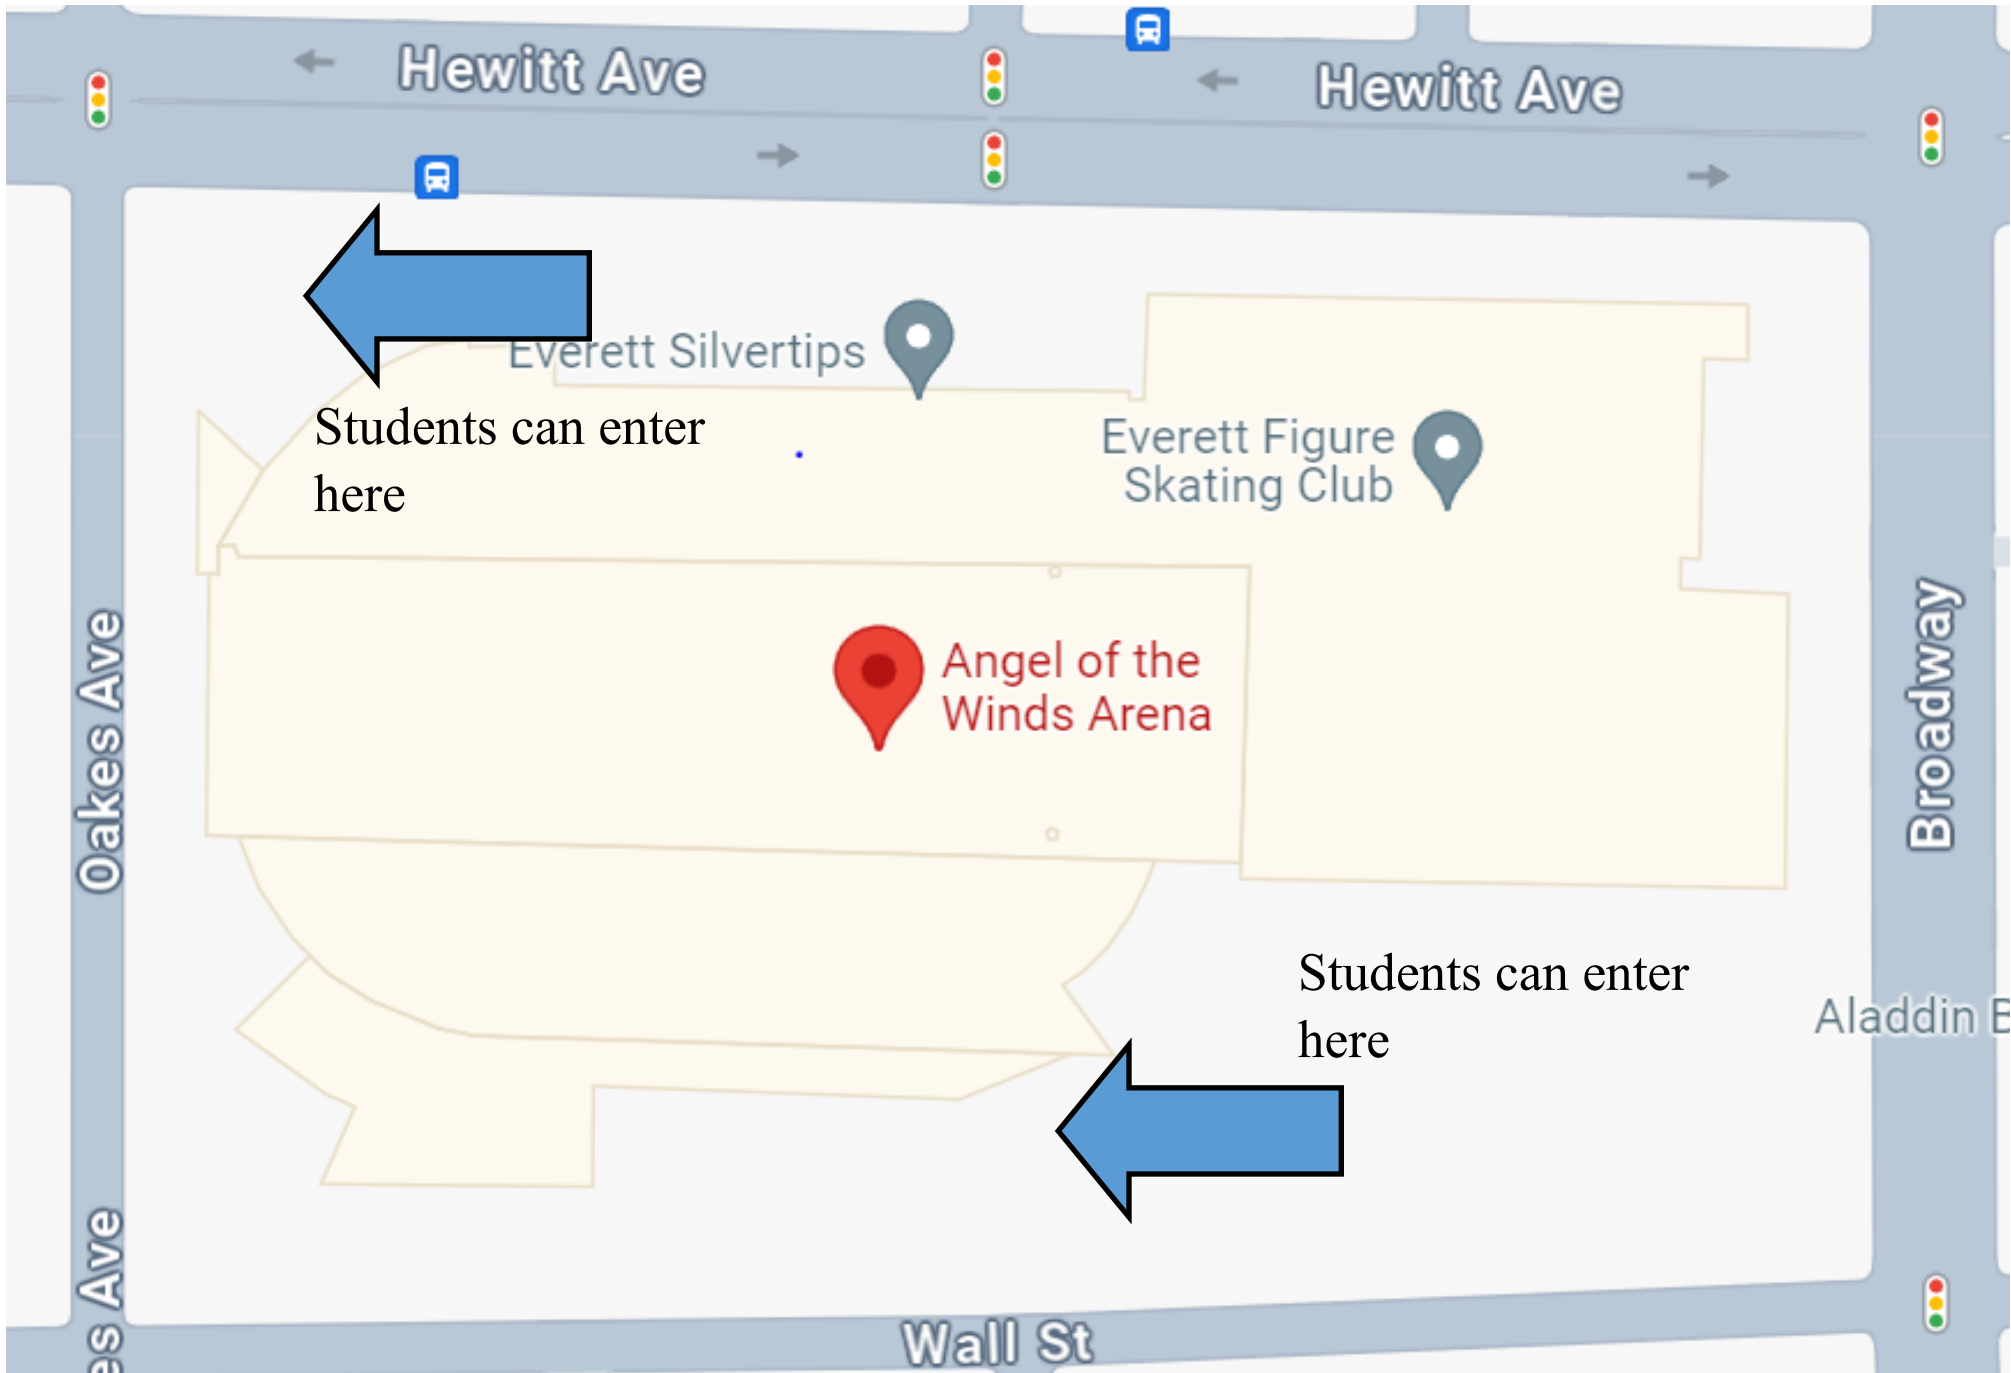 Hewitt Ave
Hewitt Ave
Everett Silvertips
Students can enter
here
Everett Figure
Skating Club
Oakes Ave
Angel of the
Winds Arena
Broadway
Students can enter
here
Aladdin B
es Ave
Wall St